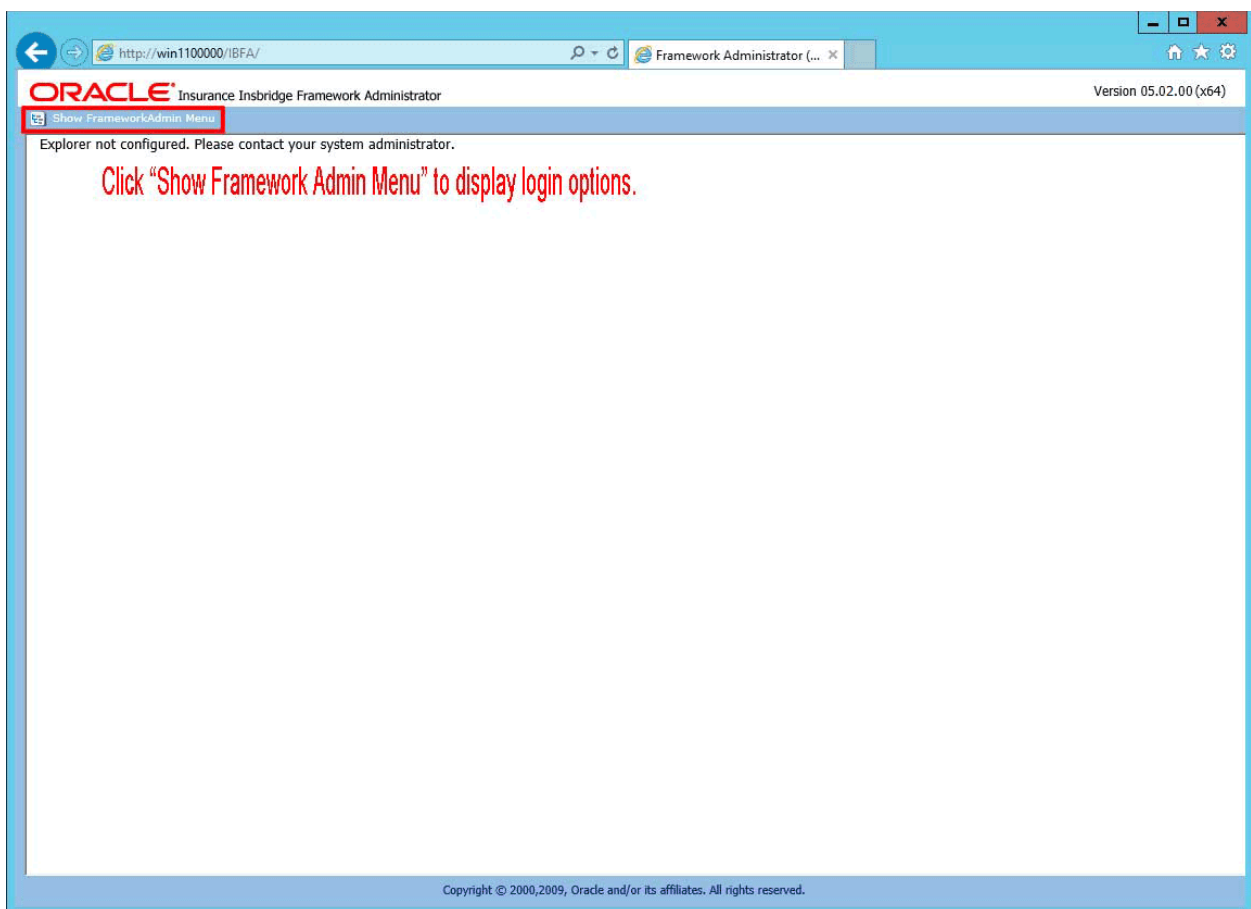 http://win1100000/IBFA/
Framework Administrator (...
ORACLE Insurance Insbridge Framework Administrator
Version 05.02.00 (x64)
Show FrameworkAdmin Menu
Explorer not configured. Please contact your system administrator.
Click “Show Framework Admin Menu” to display login options.
Copyright © 2000,2009, Oracle and/or its affiliates. All rights reserved.